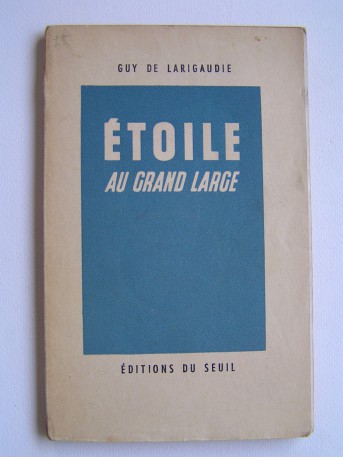 GUY DE LARIGAUDIE
ÉTOILE
AU GRAND LARGE
ÉDITIONS DU SEUIL